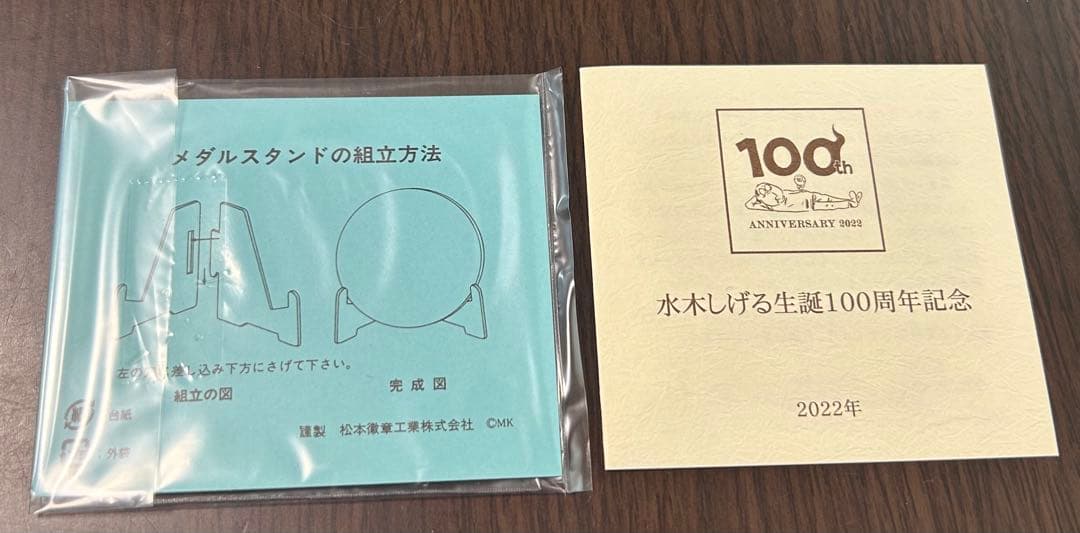 メダルスタンドの組立方法
左の
差し込み下方にさげて下さい。
組立の図
完成図
謹製 松本徽章工業株式会社 ©MK
台紙
外装
100th
ANNIVERSARY 2022
水木しげる生誕100周年記念
2022年